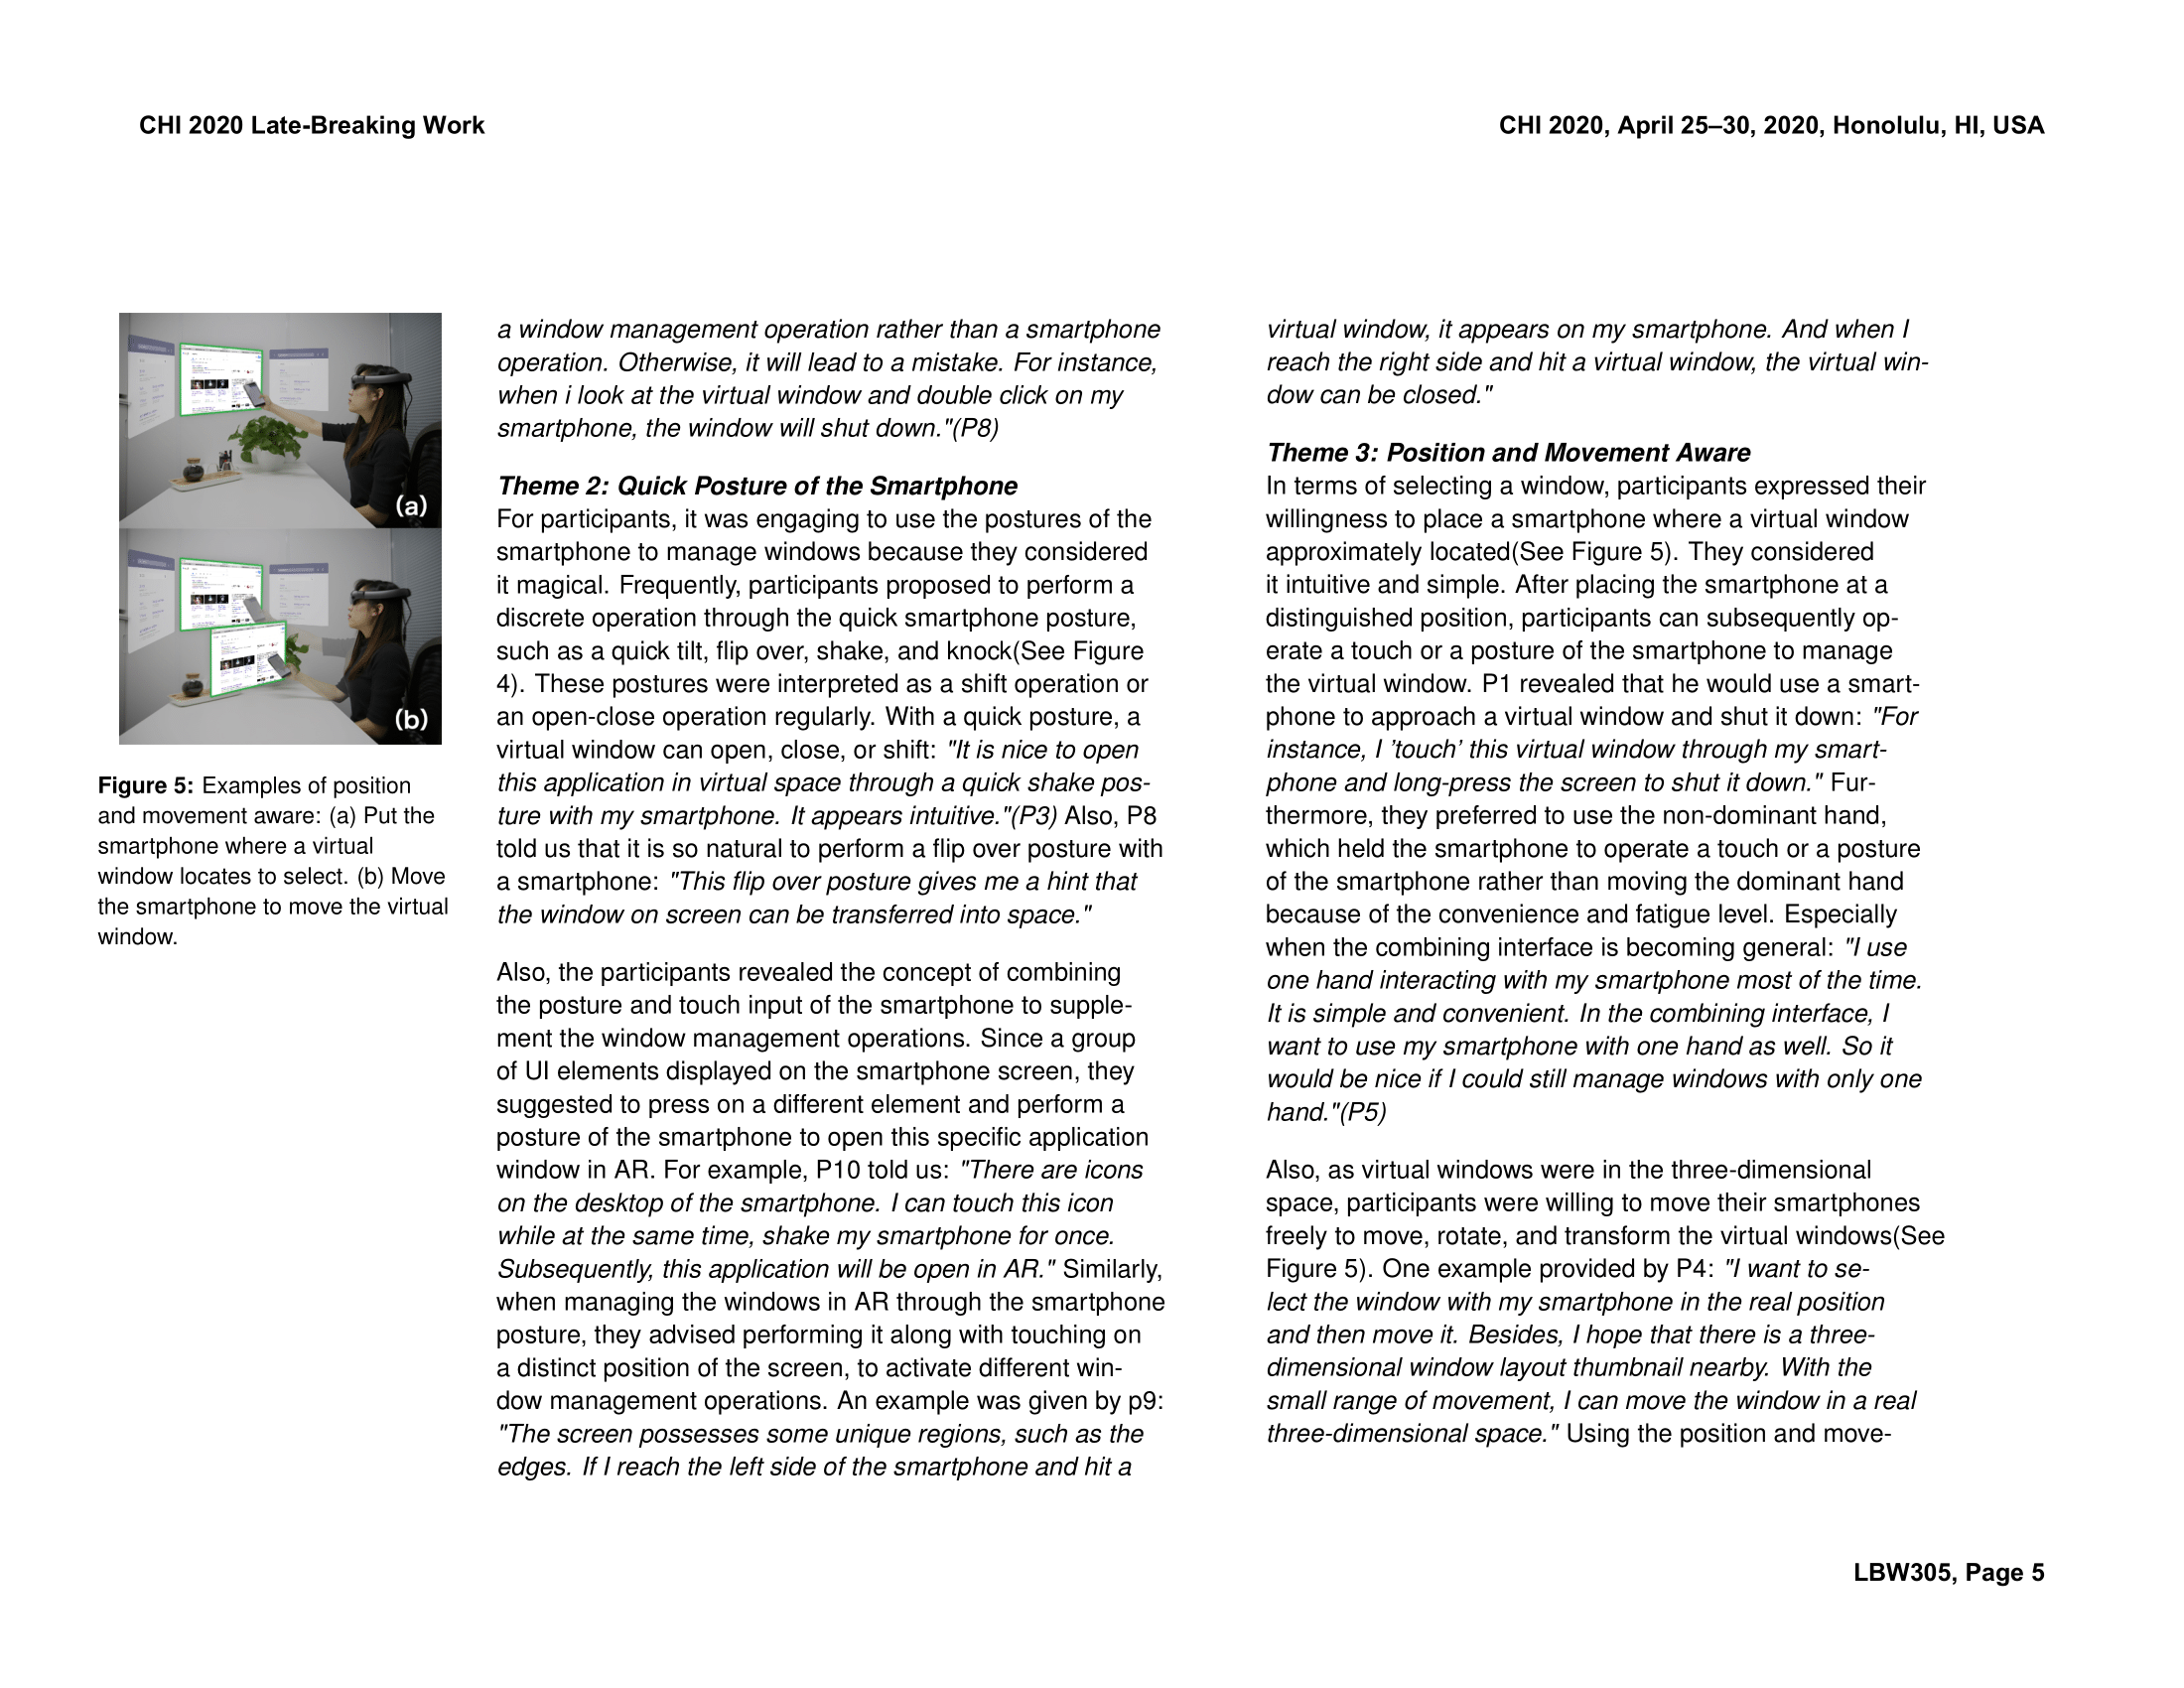 CHI 2020 Late-Breaking Work
CHI 2020, April 25–30, 2020, Honolulu, HI, USA
(a)
(b)
Figure 5: Examples of position
and movement aware: (a) Put the
smartphone where a virtual
window locates to select. (b) Move
the smartphone to move the virtual
window.
a window management operation rather than a smartphone
operation. Otherwise, it will lead to a mistake. For instance,
when i look at the virtual window and double click on my
smartphone, the window will shut down."(P8)
Theme 2: Quick Posture of the Smartphone
For participants, it was engaging to use the postures of the
smartphone to manage windows because they considered
it magical. Frequently, participants proposed to perform a
discrete operation through the quick smartphone posture,
such as a quick tilt, flip over, shake, and knock(See Figure
4). These postures were interpreted as a shift operation or
an open-close operation regularly. With a quick posture, a
virtual window can open, close, or shift: "It is nice to open
this application in virtual space through a quick shake pos-
ture with my smartphone. It appears intuitive."(P3) Also, P8
told us that it is so natural to perform a flip over posture with
a smartphone: "This flip over posture gives me a hint that
the window on screen can be transferred into space."
Also, the participants revealed the concept of combining
the posture and touch input of the smartphone to supple-
ment the window management operations. Since a group
of UI elements displayed on the smartphone screen, they
suggested to press on a different element and perform a
posture of the smartphone to open this specific application
window in AR. For example, P10 told us: "There are icons
on the desktop of the smartphone. I can touch this icon
while at the same time, shake my smartphone for once.
Subsequently, this application will be open in AR." Similarly,
when managing the windows in AR through the smartphone
posture, they advised performing it along with touching on
a distinct position of the screen, to activate different win-
dow management operations. An example was given by p9:
"The screen possesses some unique regions, such as the
edges. If I reach the left side of the smartphone and hit a
virtual window, it appears on my smartphone. And when I
reach the right side and hit a virtual window, the virtual win-
dow can be closed."
Theme 3: Position and Movement Aware
In terms of selecting a window, participants expressed their
willingness to place a smartphone where a virtual window
approximately located(See Figure 5). They considered
it intuitive and simple. After placing the smartphone at a
distinguished position, participants can subsequently op-
erate a touch or a posture of the smartphone to manage
the virtual window. P1 revealed that he would use a smart-
phone to approach a virtual window and shut it down: "For
instance, I 'touch' this virtual window through my smart-
phone and long-press the screen to shut it down." Fur-
thermore, they preferred to use the non-dominant hand,
which held the smartphone to operate a touch or a posture
of the smartphone rather than moving the dominant hand
because of the convenience and fatigue level. Especially
when the combining interface is becoming general: "I use
one hand interacting with my smartphone most of the time.
It is simple and convenient. In the combining interface, I
want to use my smartphone with one hand as well. So it
would be nice if I could still manage windows with only one
hand."(P5)
Also, as virtual windows were in the three-dimensional
space, participants were willing to move their smartphones
freely to move, rotate, and transform the virtual windows(See
Figure 5). One example provided by P4: "I want to se-
lect the window with my smartphone in the real position
and then move it. Besides, I hope that there is a three-
dimensional window layout thumbnail nearby. With the
small range of movement, I can move the window in a real
three-dimensional space." Using the position and move-
LBW305, Page 5